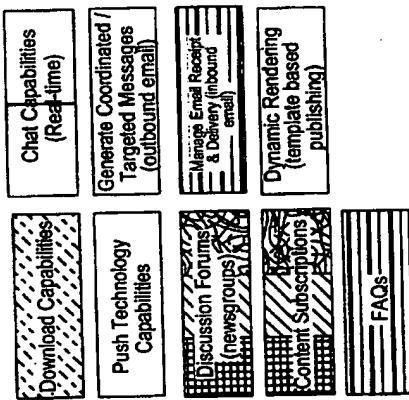 Download Capabilities
Chat Capabilities
(Real-time)
Push Technology
Capabilities
Generate Coordinated /
Targeted Messages
(outbound email)
Discussion Forums
(newsgroups)
Manage Email Receipt
& Delivery (inbound
email)
Content Subscriptions
Dynamic Rendering
(template based
publishing)
FAQs